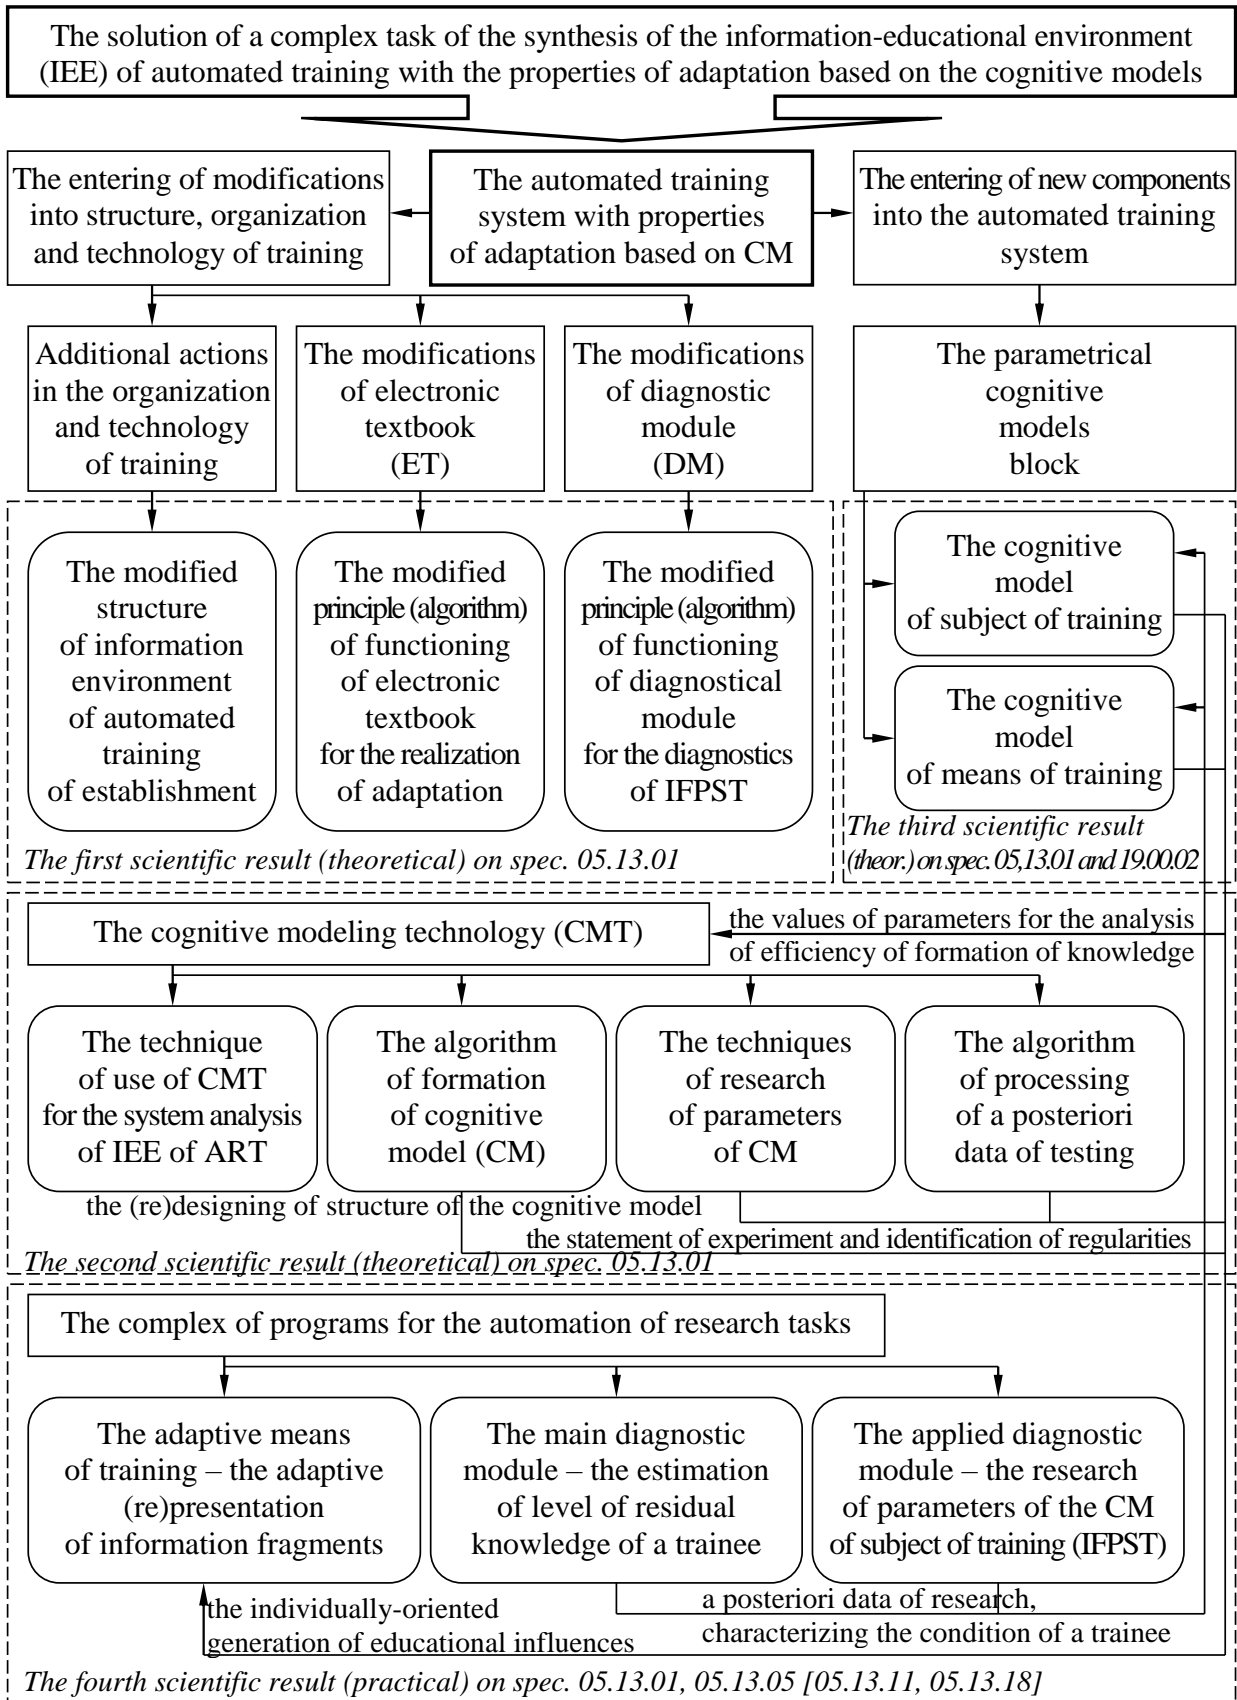 The solution of a complex task of the synthesis of the information-educational environment
(IEE) of automated training with the properties of adaptation based on the cognitive models
The entering of modifications
into structure, organization
and technology of training
The automated training
system with properties
of adaptation based on CM
The entering of new components
into the automated training
system
Additional actions
in the organization
and technology
of training
The modifications
of electronic
textbook
(ET)
The modifications
of diagnostic
module
(DM)
The parametrical
cognitive
models
block
The modified
structure
of information
environment
of automated
training
of establishment
The modified
principle (algorithm)
of functioning
of electronic
textbook
for the realization
of adaptation
The modified
principle (algorithm)
of functioning
of diagnostical
module
for the diagnostics
of IFPST
The first scientific result (theoretical) on spec. 05.13.01
The cognitive
model
of subject of training
The cognitive
model
of means of training
The third scientific result
(theor.) on spec. 05,13.01 and 19.00.02
The cognitive modeling technology (CMT)
the values of parameters for the analysis
of efficiency of formation of knowledge
The technique
of use of CMT
for the system analysis
of IEE of ART
The algorithm
of formation
of cognitive
model (CM)
The techniques
of research
of parameters
of CM
The algorithm
of processing
of a posteriori
data of testing
the (re)designing of structure of the cognitive model
the statement of experiment and identification of regularities
The second scientific result (theoretical) on spec. 05.13.01
The complex of programs for the automation of research tasks
The adaptive means
of training – the adaptive
(re)presentation
of information fragments
The main diagnostic
module – the estimation
of level of residual
knowledge of a trainee
The applied diagnostic
module – the research
of parameters of the CM
of subject of training (IFPST)
the individually-oriented
generation of educational influences
a posteriori data of research,
characterizing the condition of a trainee
The fourth scientific result (practical) on spec. 05.13.01, 05.13.05 [05.13.11, 05.13.18]